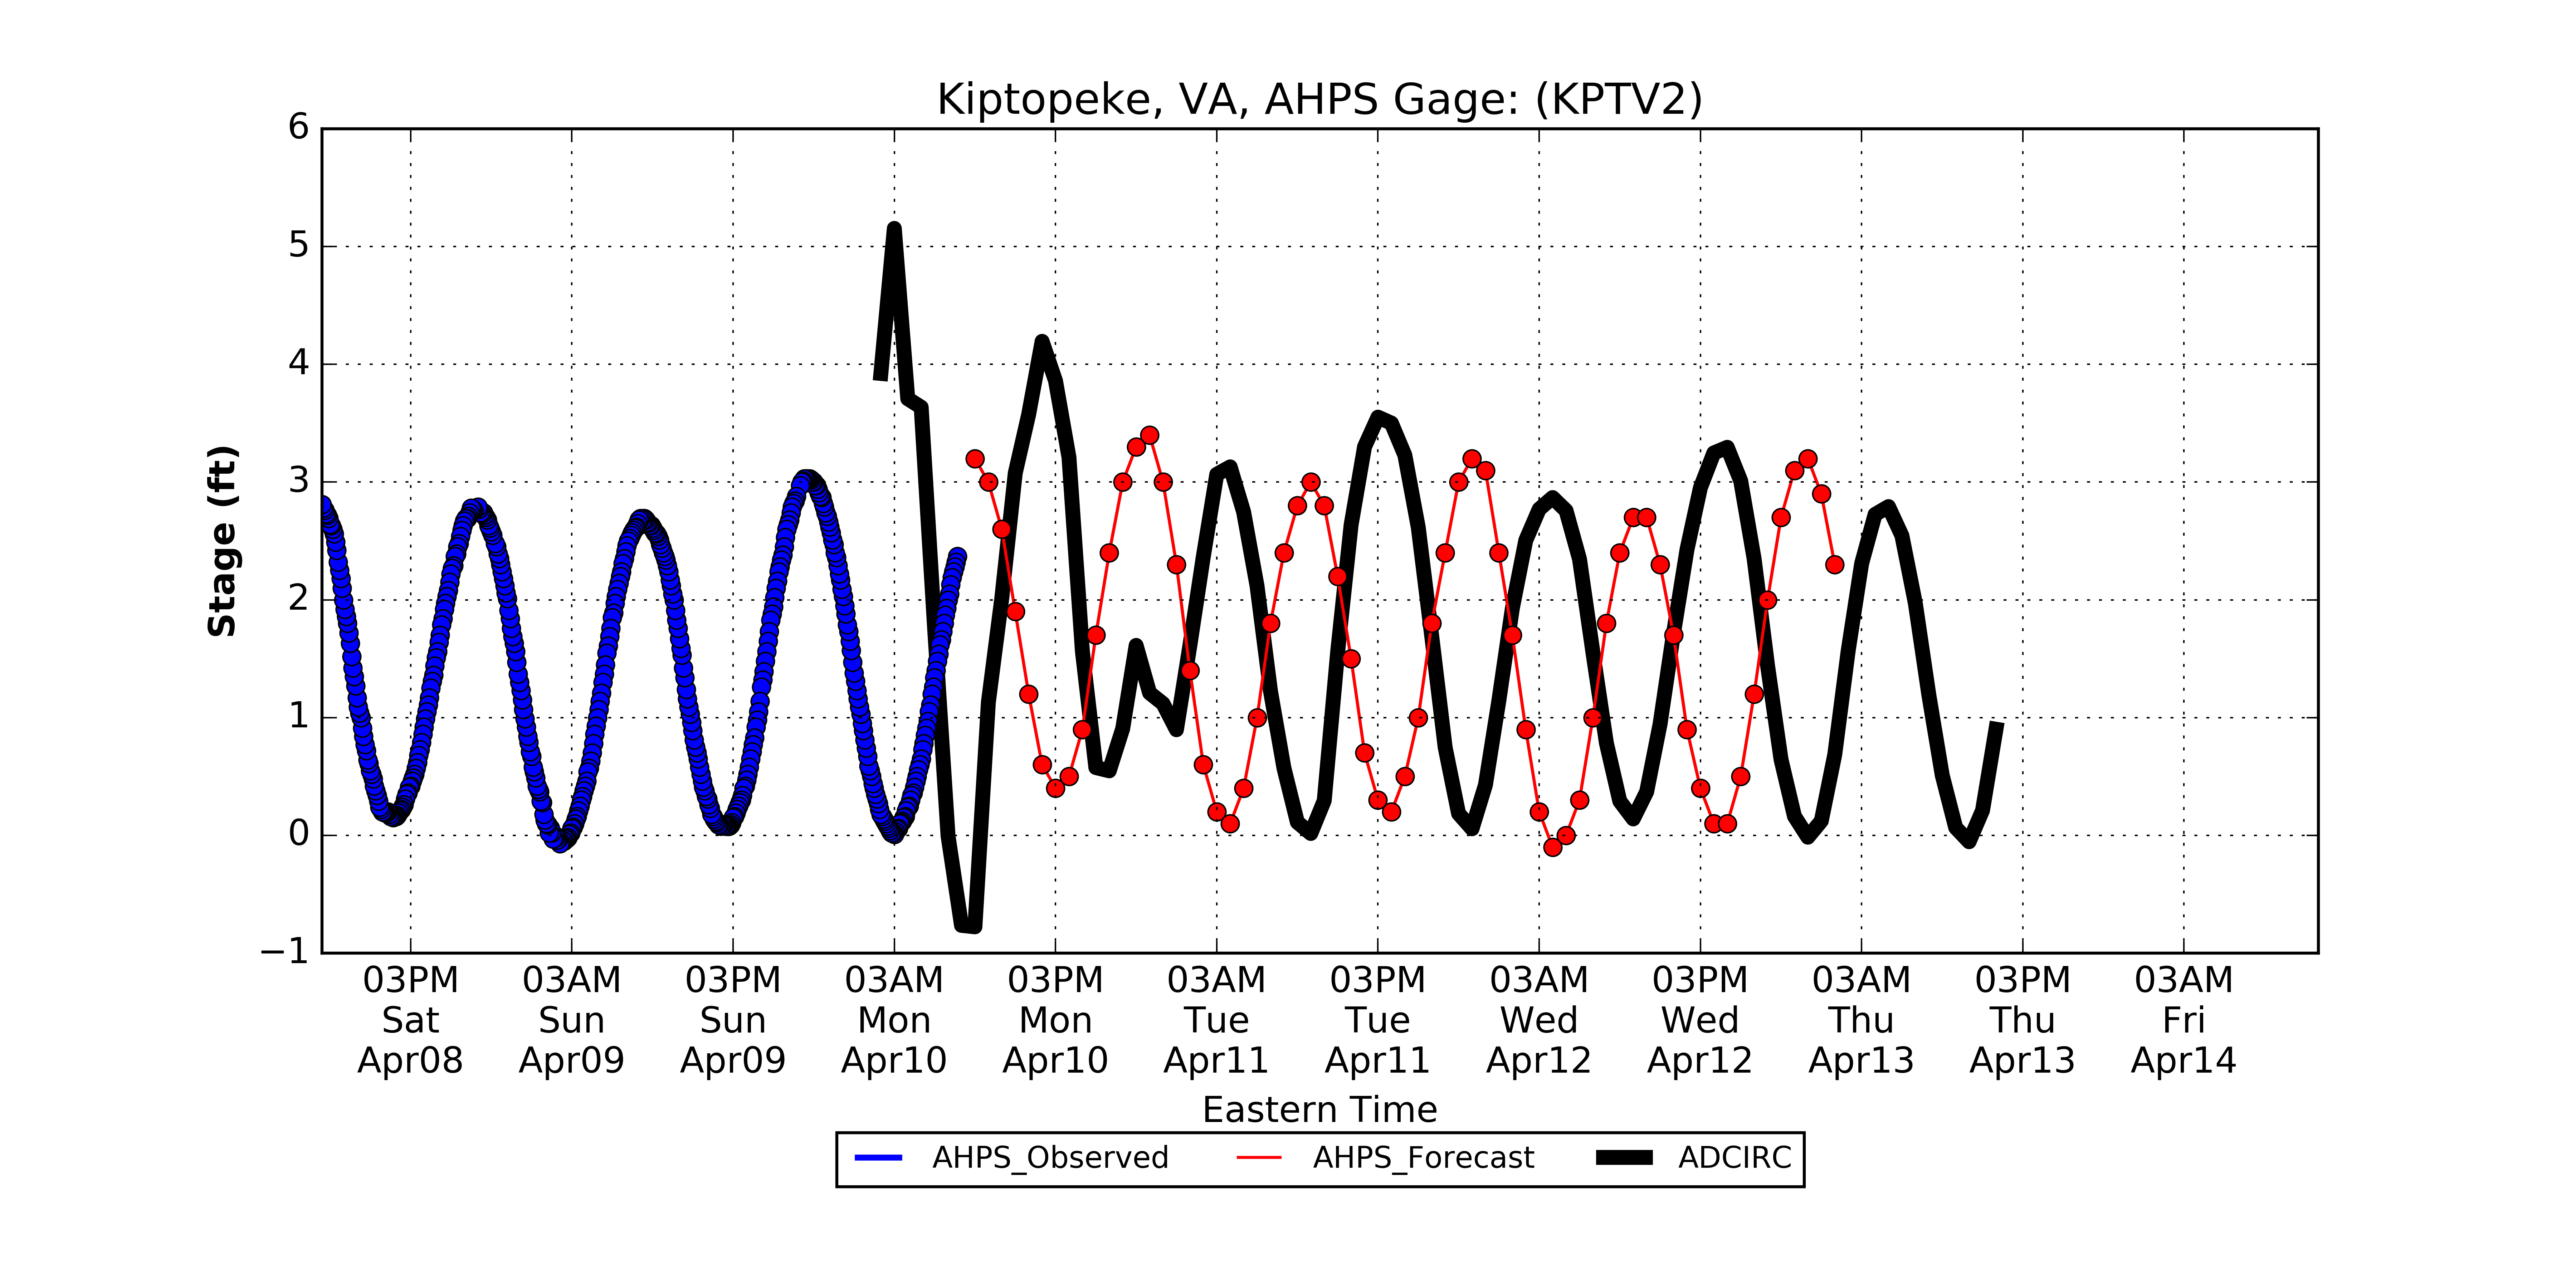 Kiptopeke, VA, AHPS Gage: (KPTV2)
6
5
4
3
2
1
0
−1
Stage (ft)
03PM 03AM 03PM 03AM 03PM 03AM 03PM 03AM 03PM 03AM 03PM 03AM
Sat Sun Sun Mon Mon Tue Tue Wed Wed Thu Thu Fri
Apr08 Apr09 Apr09 Apr10 Apr10 Apr11 Apr11 Apr12 Apr12 Apr13 Apr13 Apr14
Eastern Time
AHPS_Observed AHPS_Forecast ADCIRC